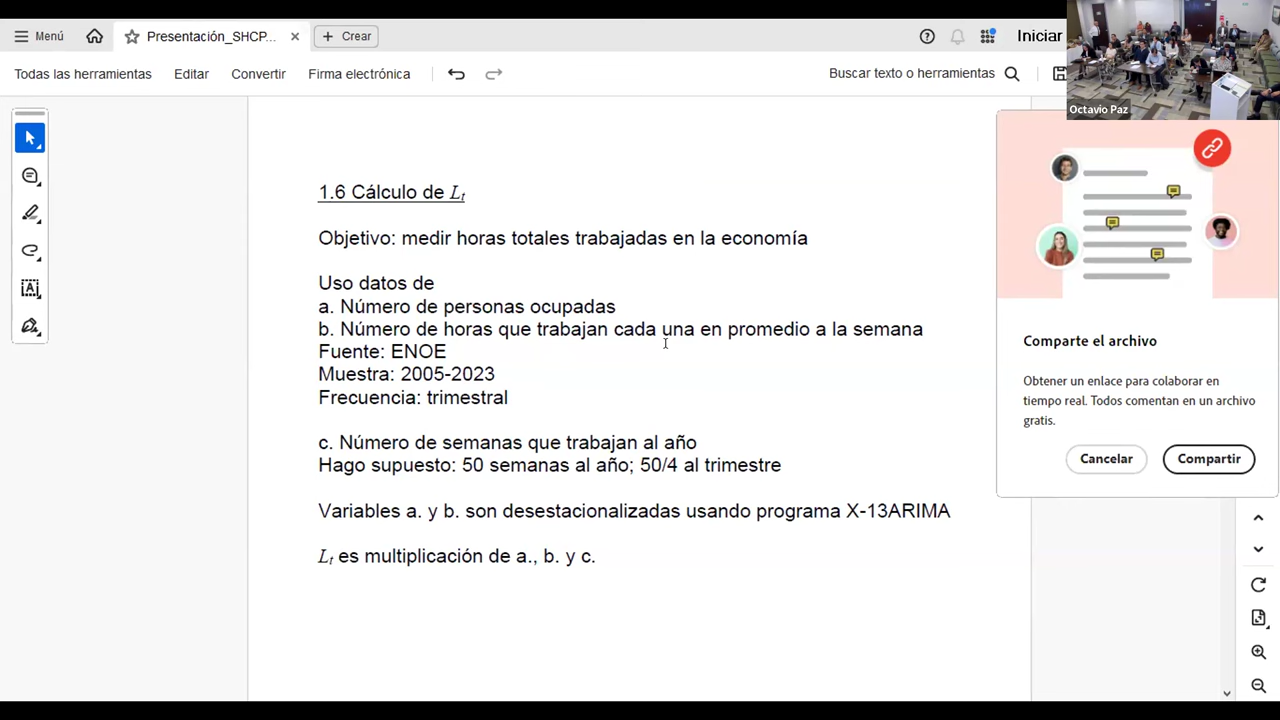 Menú
Presentación_SHCP...
Crear
Iniciar
Todas las herramientas
Editar
Convertir
Firma electrónica
Buscar texto o herramientas
Octavio Paz
1.6 Cálculo de Lt
Objetivo: medir horas totales trabajadas en la economía
Uso datos de
a. Número de personas ocupadas
b. Número de horas que trabajan cada una en promedio a la semana
Fuente: ENOE
Muestra: 2005-2023
Frecuencia: trimestral
c. Número de semanas que trabajan al año
Hago supuesto: 50 semanas al año; 50/4 al trimestre
Variables a. y b. son desestacionalizadas usando programa X-13ARIMA
Lt es multiplicación de a., b. y c.
Comparte el archivo
Obtener un enlace para colaborar en
tiempo real. Todos comentan en un archivo
gratis.
Cancelar
Compartir